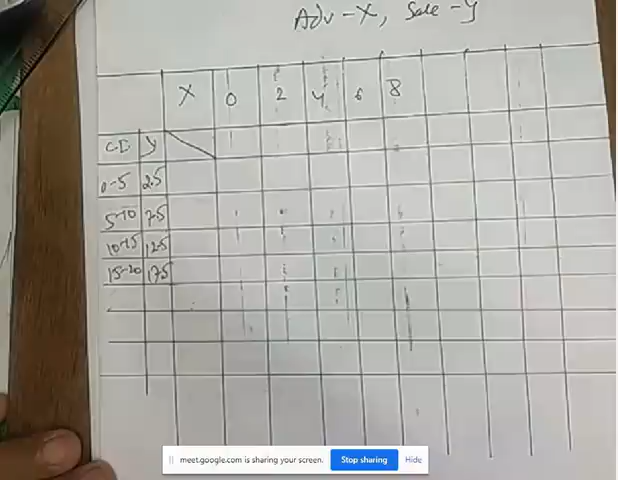 Adv - X, Sale - Y
X 0 2 4 6 8
C.I Y
0-5 2.5
5-10 7.5
10-15 12.5
15-20 17.5
meet.google.com is sharing your screen. Stop sharing Hide